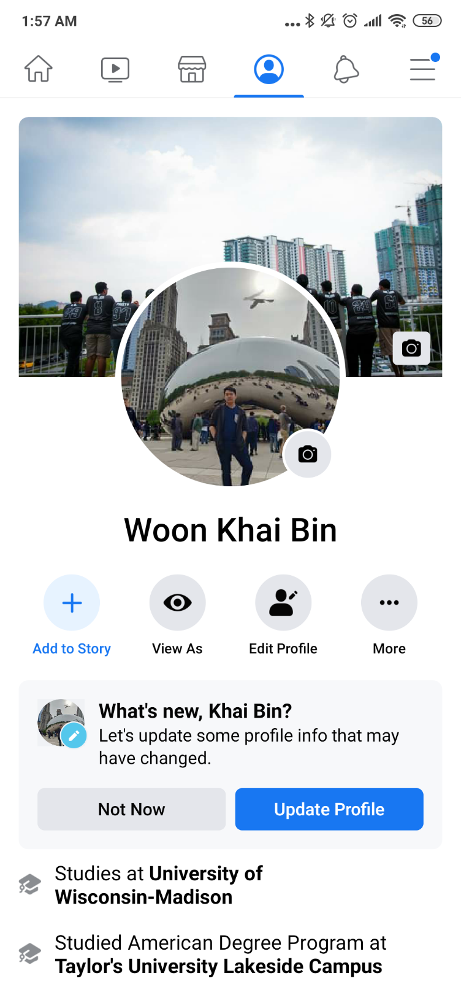 1:57 AM
56
Woon Khai Bin
Add to Story
View As
Edit Profile
More
What's new, Khai Bin?
Let's update some profile info that may
have changed.
Not Now
Update Profile
Studies at University of
Wisconsin-Madison
Studied American Degree Program at
Taylor's University Lakeside Campus